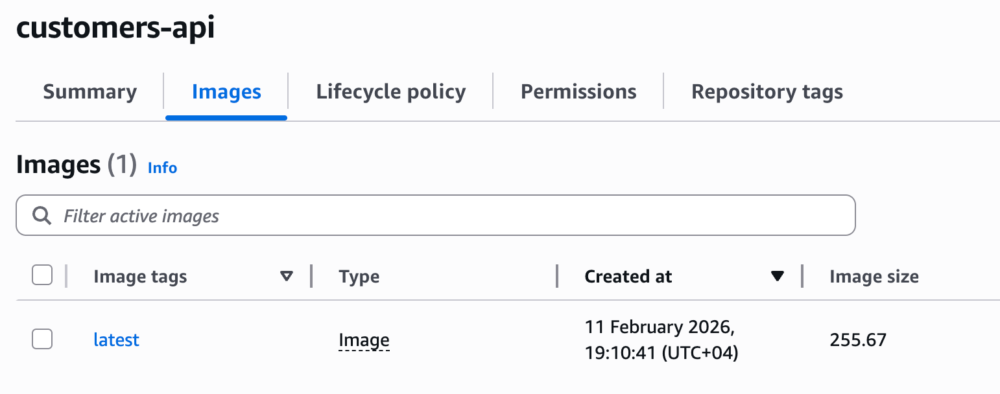 customers-api
Summary Images Lifecycle policy Permissions Repository tags
Images (1) Info
Filter active images
Image tags Type Created at Image size
latest Image 11 February 2026, 255.67
19:10:41 (UTC+04)